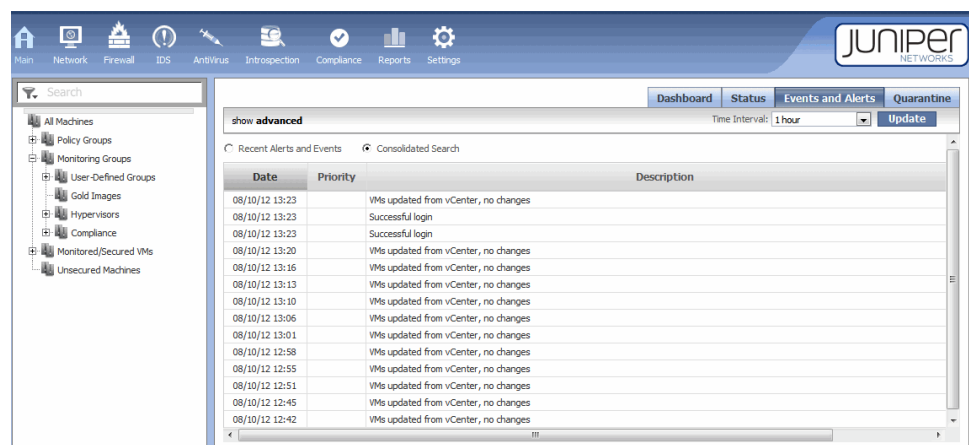 Main Network Firewall IDS AntiVirus Introspection Compliance Reports Settings
JUNIPER
NETWORKS
Search
All Machines
Policy Groups
Monitoring Groups
User-Defined Groups
Gold Images
Hypervisors
Compliance
Monitored/Secured VMs
Unsecured Machines
Dashboard Status Events and Alerts Quarantine
show advanced Time Interval: 1 hour Update
Recent Alerts and Events Consolidated Search
Date Priority Description
08/10/12 13:23 VMs updated from vCenter, no changes
08/10/12 13:23 Successful login
08/10/12 13:23 Successful login
08/10/12 13:20 VMs updated from vCenter, no changes
08/10/12 13:16 VMs updated from vCenter, no changes
08/10/12 13:13 VMs updated from vCenter, no changes
08/10/12 13:10 VMs updated from vCenter, no changes
08/10/12 13:06 VMs updated from vCenter, no changes
08/10/12 13:01 VMs updated from vCenter, no changes
08/10/12 12:58 VMs updated from vCenter, no changes
08/10/12 12:55 VMs updated from vCenter, no changes
08/10/12 12:51 VMs updated from vCenter, no changes
08/10/12 12:45 VMs updated from vCenter, no changes
08/10/12 12:42 VMs updated from vCenter, no changes